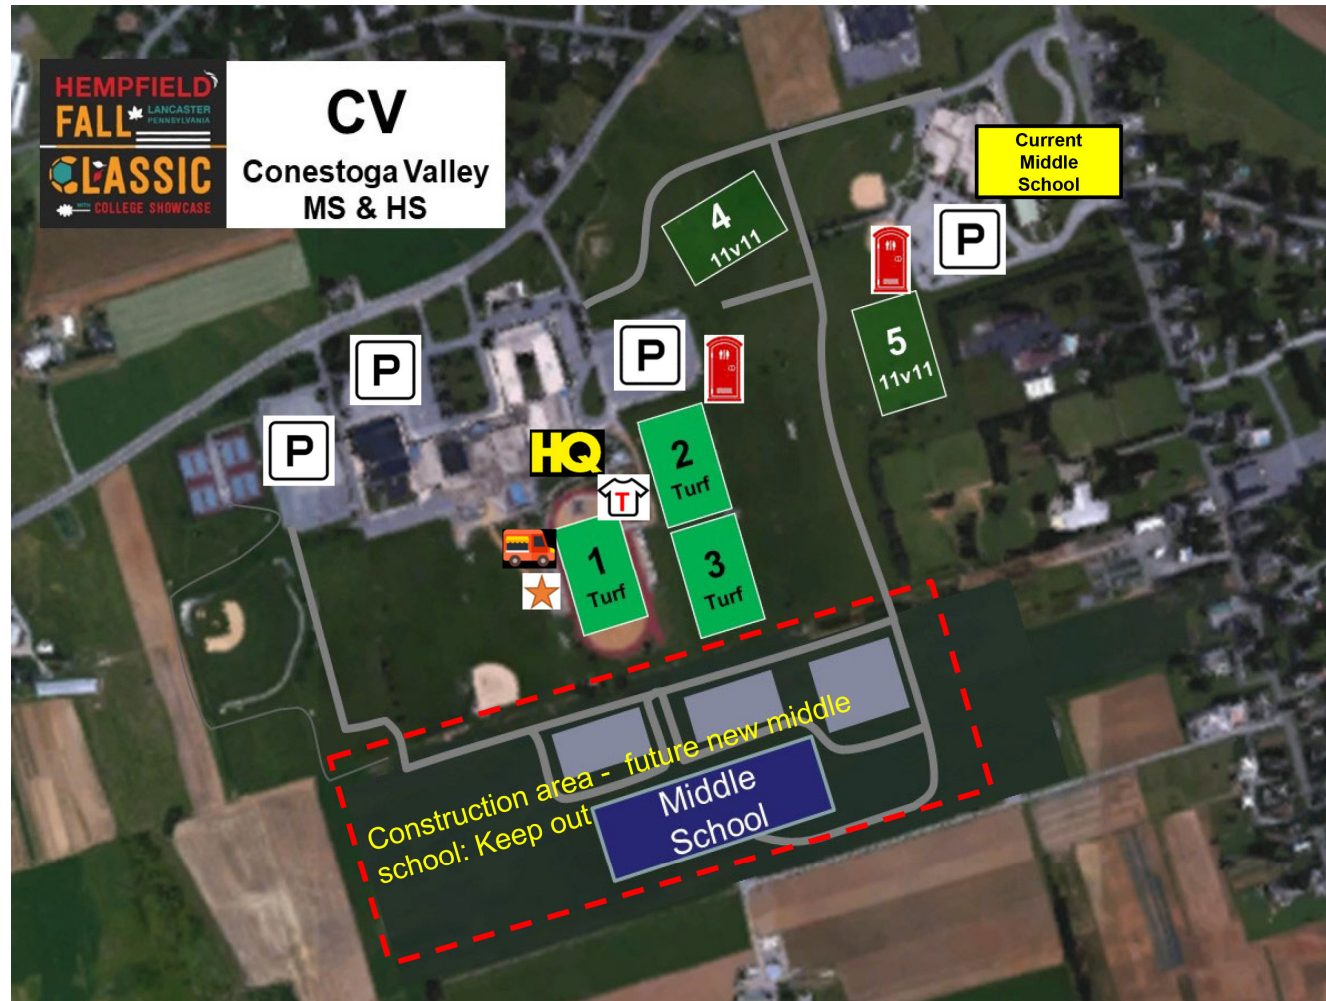 HEMPFIELD
FALL
LANCASTER
PENNSYLVANIA
CLASSIC
WITH COLLEGE SHOWCASE
CV
Conestoga Valley
MS & HS
Current
Middle
School
P
4
11v11
5
11v11
P
P
P
HQ
T
2
Turf
1
Turf
3
Turf
Construction area - future new middle
school: Keep out
Middle
School